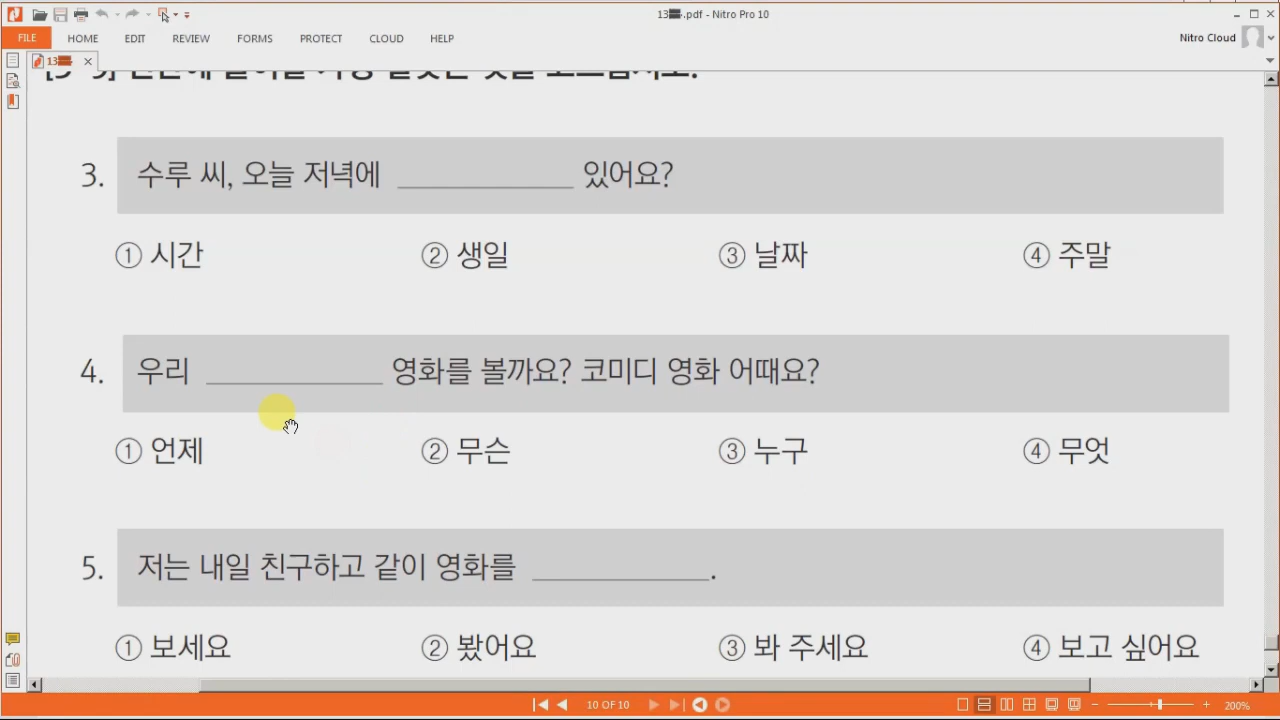 13 .pdf - Nitro Pro 10
FILE HOME EDIT REVIEW FORMS PROTECT CLOUD HELP
Nitro Cloud
13
3. 수루 씨, 오늘 저녁에 ____________ 있어요?
① 시간 ② 생일 ③ 날짜 ④ 주말
4. 우리 ____________ 영화를 볼까요? 코미디 영화 어때요?
① 언제 ② 무슨 ③ 누구 ④ 무엇
5. 저는 내일 친구하고 같이 영화를 ____________.
① 보세요 ② 봤어요 ③ 봐 주세요 ④ 보고 싶어요
10 OF 10
200%